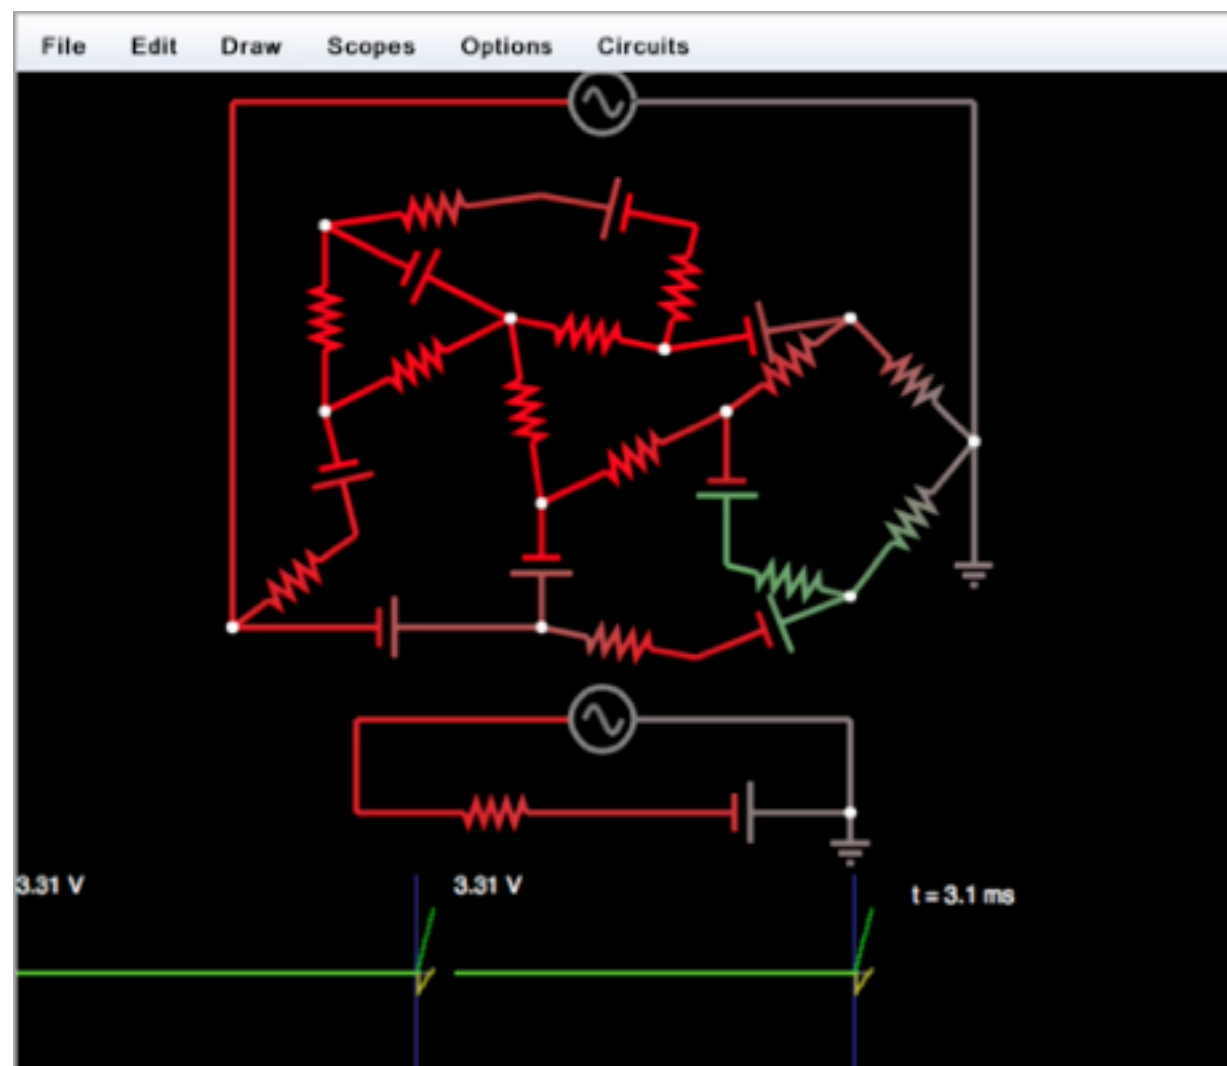 File Edit Draw Scopes Options Circuits
3.31 V 3.31 V t = 3.1 ms